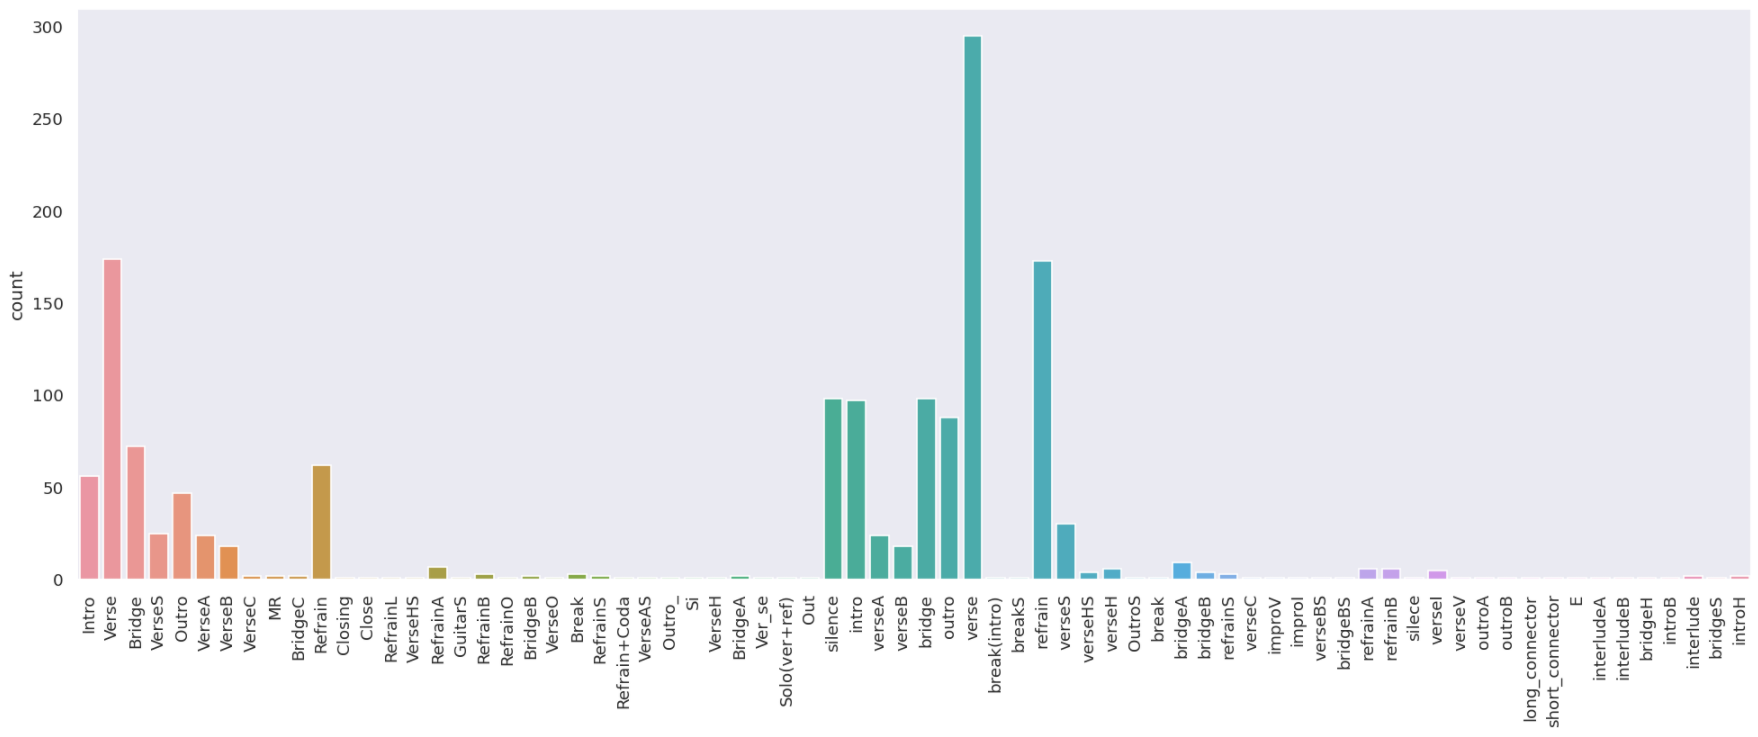 count
300
250
200
150
100
50
0
Intro
Verse
Bridge
VerseS
Outro
VerseA
VerseB
VerseC
MR
BridgeC
Refrain
Closing
Close
RefrainL
VerseHS
RefrainA
GuitarS
RefrainB
RefrainO
BridgeB
VerseO
Break
RefrainS
Refrain+Coda
VerseAS
Outro_
Si
VerseH
BridgeA
Ver_se
Solo(ver+ref)
Out
silence
intro
verseA
verseB
bridge
outro
verse
break(intro)
breakS
refrain
verseS
verseHS
verseH
OutroS
break
bridgeA
bridgeB
refrainS
verseC
improV
improI
verseBS
bridgeBS
refrainA
refrainB
silece
verseI
verseV
outroA
outroB
long_connector
short_connector
E
interludeA
interludeB
bridgeH
introB
interlude
bridgeS
introH